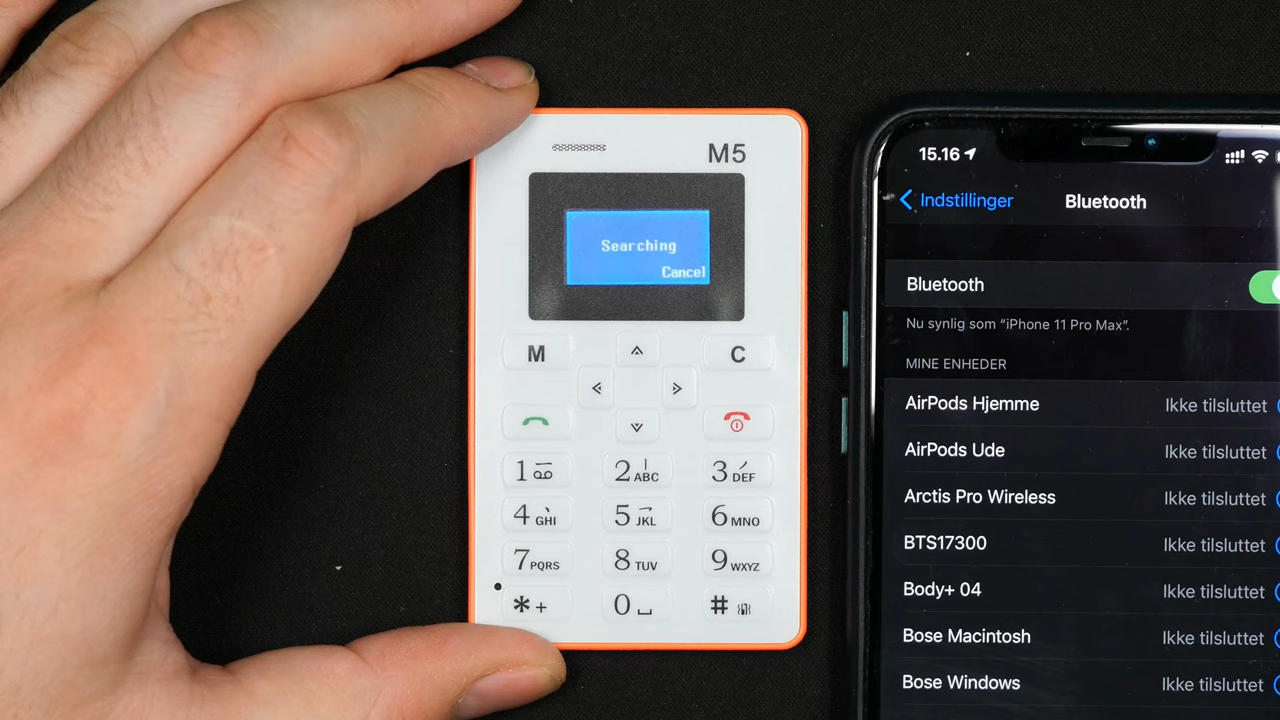 M5
Searching
Cancel
M
C
1
2 ABC
3 DEF
4 GHI
5 JKL
6 MNO
7 PQRS
8 TUV
9 WXYZ
* +
0
#
15.16
Indstillinger
Bluetooth
Bluetooth
Nu synlig som “iPhone 11 Pro Max”.
MINE ENHEDER
AirPods Hjemme Ikke tilsluttet
AirPods Ude Ikke tilsluttet
Arctis Pro Wireless Ikke tilsluttet
BTS17300 Ikke tilsluttet
Body+ 04 Ikke tilsluttet
Bose Macintosh Ikke tilsluttet
Bose Windows Ikke tilsluttet